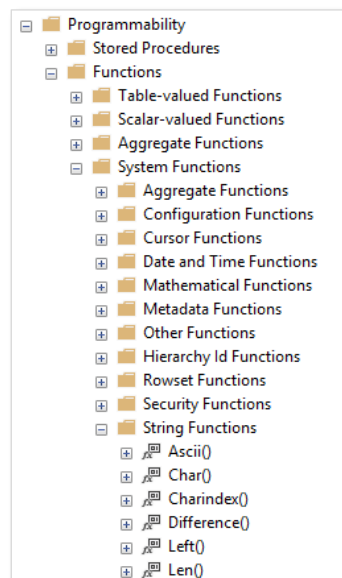 Programmability
Stored Procedures
Functions
Table-valued Functions
Scalar-valued Functions
Aggregate Functions
System Functions
Aggregate Functions
Configuration Functions
Cursor Functions
Date and Time Functions
Mathematical Functions
Metadata Functions
Other Functions
Hierarchy Id Functions
Rowset Functions
Security Functions
String Functions
Ascii()
Char()
Charindex()
Difference()
Left()
Len()